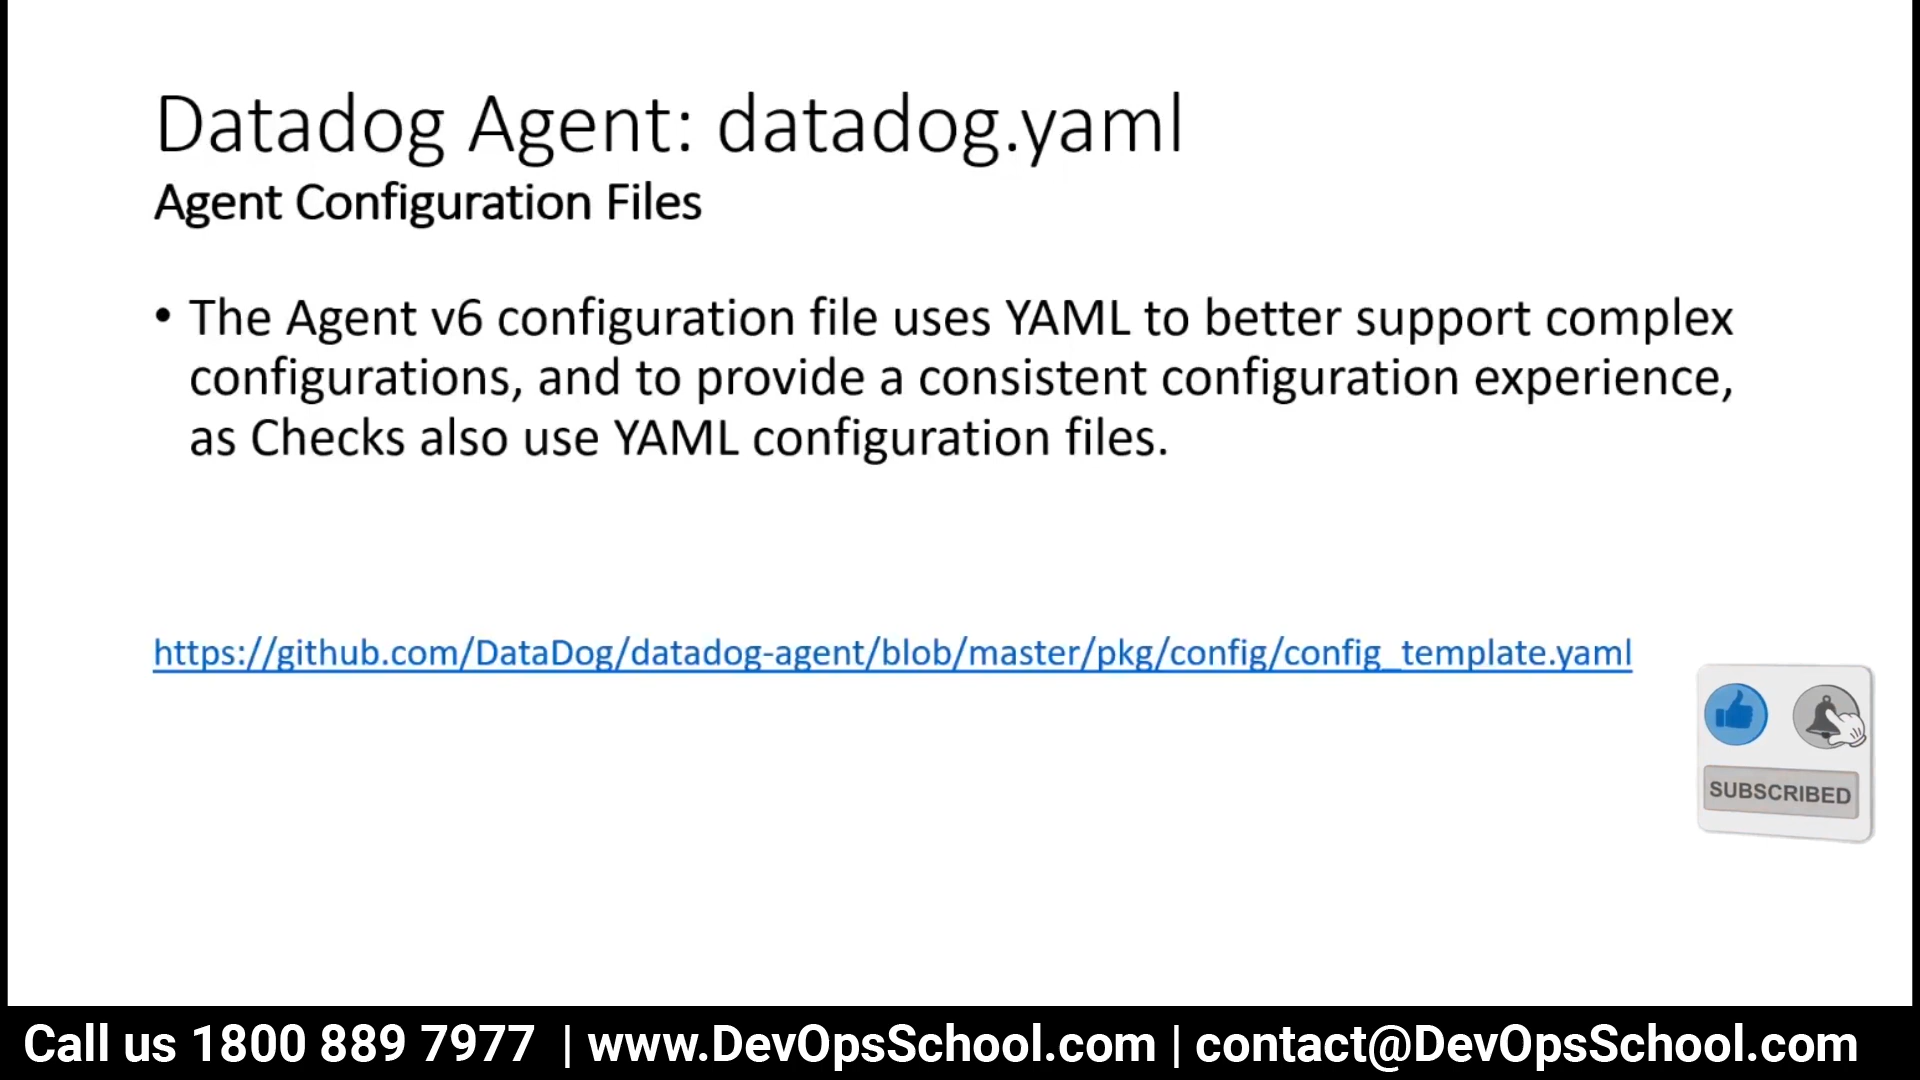 Datadog Agent: datadog.yaml
Agent Configuration Files
• The Agent v6 configuration file uses YAML to better support complex
configurations, and to provide a consistent configuration experience,
as Checks also use YAML configuration files.
https://github.com/DataDog/datadog-agent/blob/master/pkg/config/config_template.yaml
SUBSCRIBED
Call us 1800 889 7977 | www.DevOpsSchool.com | contact@DevOpsSchool.com